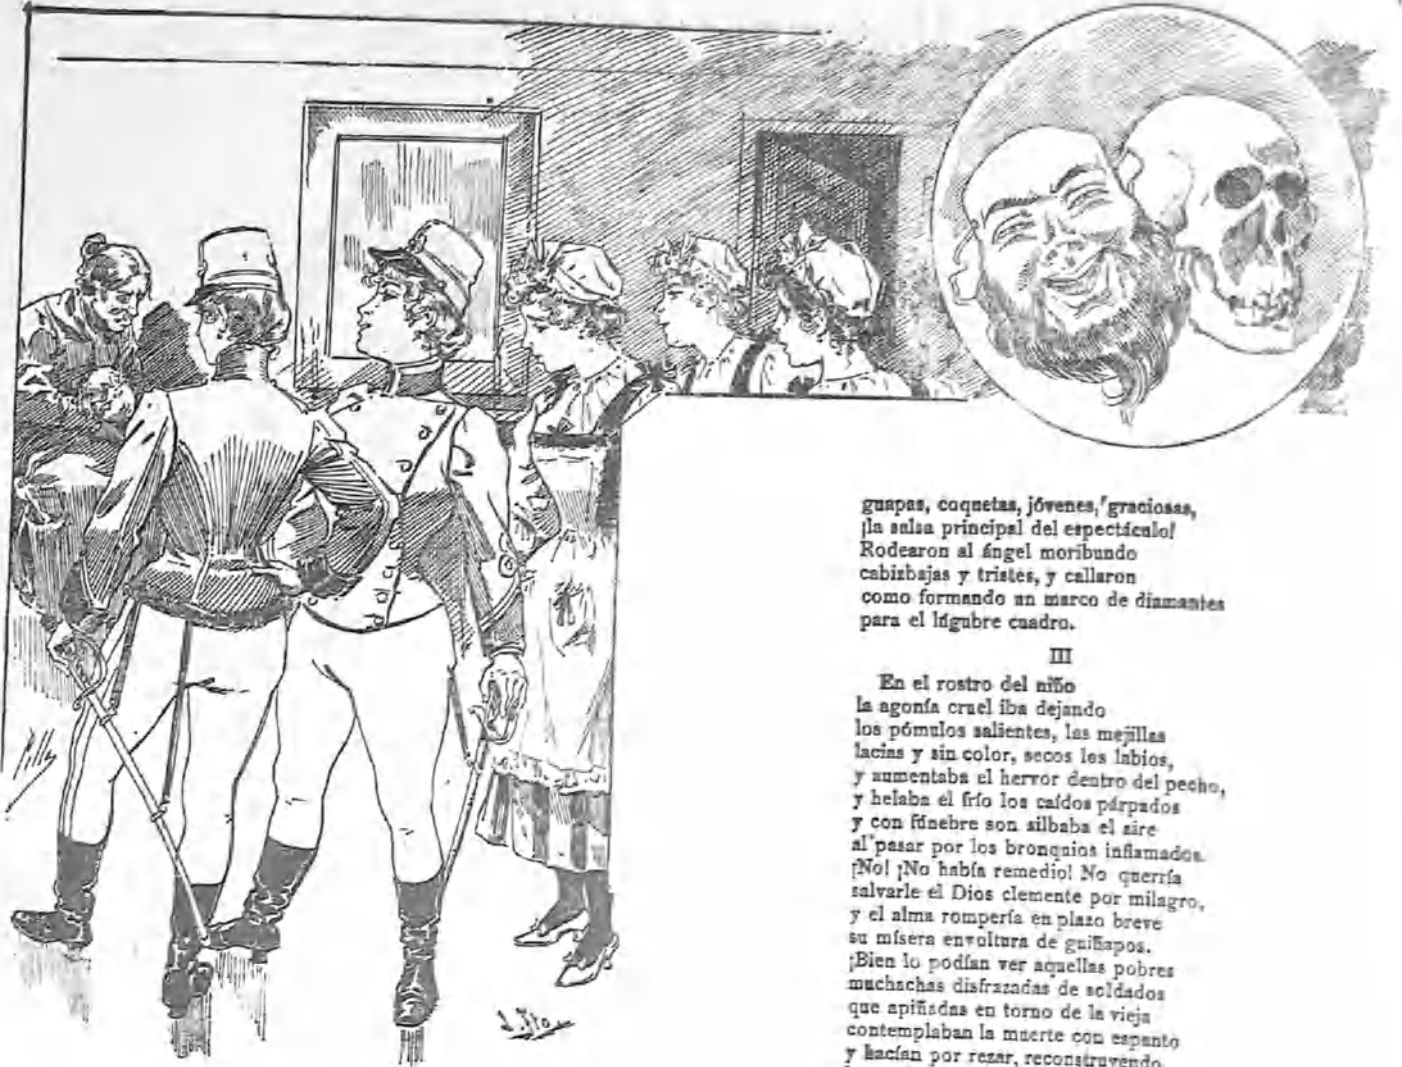 guapas, coquetas, jóvenes, graciosas,
¡la salsa principal del espectáculo!
Rodearon al ángel moribundo
cabizbajas y tristes, y callaron
como formando un marco de diamantes
para el lúgubre cuadro.
III
En el rostro del niño
la agonía cruel iba dejando
los pómulos salientes, las mejillas
lacias y sin color, secos los labios,
y aumentaba el hervor dentro del pecho,
y helaba el frío los caídos párpados
y con fúnebre son silbaba el aire
al pasar por los bronquios inflamados.
¡No! ¡No había remedio! No querría
salvarle el Dios clemente por milagro,
y el alma rompería en plazo breve
su mísera envoltura de guiñapos.
¡Bien lo podían ver aquellas pobres
muchachas disfrazadas de soldados
que apiñadas en torno de la vieja
contemplaban la muerte con espanto
y hacían por rezar, reconstruyendo